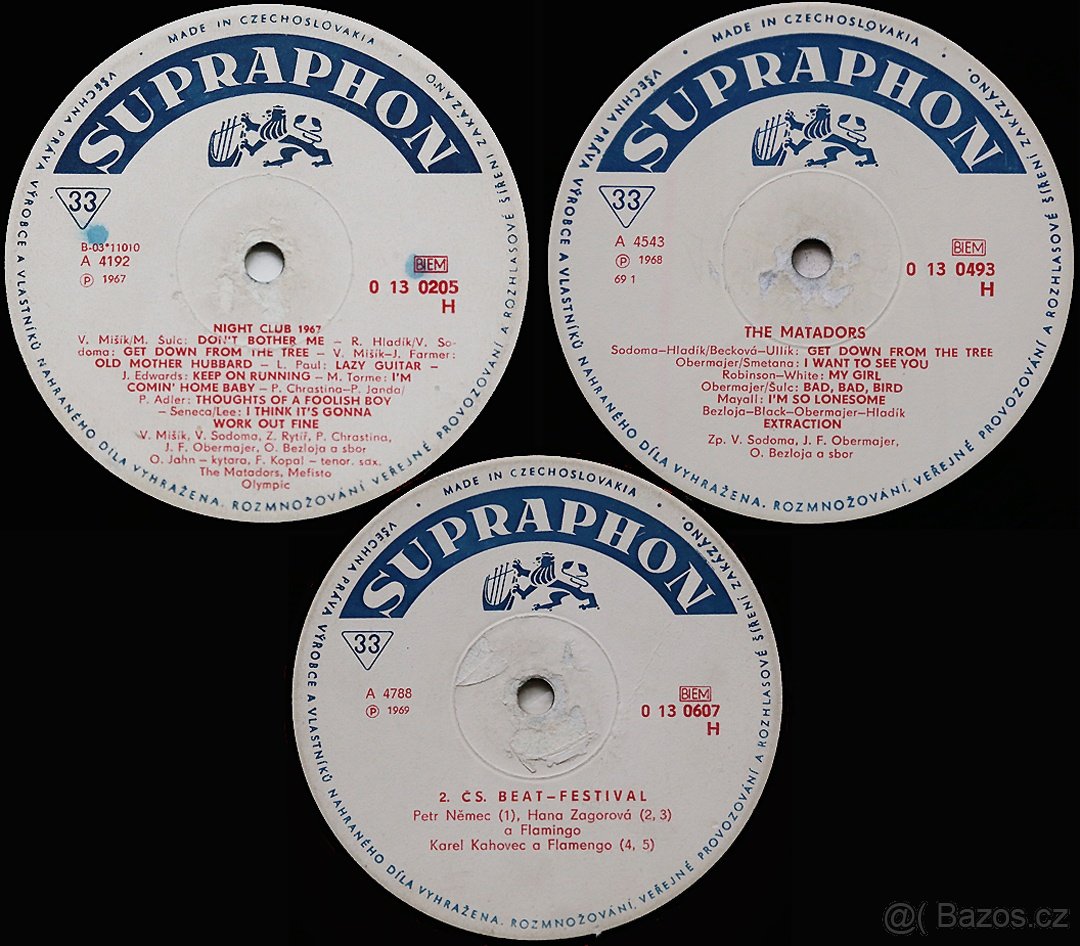 MADE IN CZECHOSLOVAKIA
VŠECHNA PRÁVA VÝROBCE A VLASTNÍKŮ NAHRANÉHO DÍLA VYHRAŽENA. ROZMNOŽOVÁNÍ, VEŘEJNÉ PROVOZOVÁNÍ A ROZHLASOVÉ ŠÍŘENÍ ZAKÁZÁNO.
SUPRAPHON
33
B-03*11010
A 4192
Ⓟ 1967
BIEM
0 13 0205
H
NIGHT CLUB 1967
V. Mišík/M. Šulc: DON'T BOTHER ME – R. Hladík/V. So-
doma: GET DOWN FROM THE TREE – V. Mišík–J. Farmer:
OLD MOTHER HUBBARD – L. Paul: LAZY GUITAR –
J. Edwards: KEEP ON RUNNING – M. Torme: I'M
COMIN' HOME BABY – P. Chrastina–P. Janda/
P. Adler: THOUGHTS OF A FOOLISH BOY
– Seneca/Lee: I THINK IT'S GONNA
WORK OUT FINE
V. Mišík, V. Sodoma, Z. Rytíř, P. Chrastina,
J. F. Obermajer, O. Bezloja a sbor
O. Jahn – kytara, F. Kopal – tenor. sax.
The Matadors, Mefisto
Olympic
MADE IN CZECHOSLOVAKIA
VŠECHNA PRÁVA VÝROBCE A VLASTNÍKŮ NAHRANÉHO DÍLA VYHRAŽENA. ROZMNOŽOVÁNÍ, VEŘEJNÉ PROVOZOVÁNÍ A ROZHLASOVÉ ŠÍŘENÍ ZAKÁZÁNO.
SUPRAPHON
33
A 4543
Ⓟ 1968
69 1
BIEM
0 13 0493
H
THE MATADORS
Sodoma–Hladík/Becková–Ullik: GET DOWN FROM THE TREE
Obermajer/Smetana: I WANT TO SEE YOU
Robinson–White: MY GIRL
Obermajer/Šulc: BAD, BAD, BIRD
Mayall: I'M SO LONESOME
Bezloja–Black–Obermajer–Hladík
EXTRACTION
Zp. V. Sodoma, J. F. Obermajer,
O. Bezloja a sbor
MADE IN CZECHOSLOVAKIA
VŠECHNA PRÁVA VÝROBCE A VLASTNÍKŮ NAHRANÉHO DÍLA VYHRAŽENA. ROZMNOŽOVÁNÍ, VEŘEJNÉ PROVOZOVÁNÍ A ROZHLASOVÉ ŠÍŘENÍ ZAKÁZÁNO.
SUPRAPHON
33
A 4788
Ⓟ 1969
BIEM
0 13 0607
H
2. ČS. BEAT–FESTIVAL
Petr Němec (1), Hana Zagorová (2, 3)
a Flamingo
Karel Kahovec a Flamengo (4, 5)
@( Bazos.cz